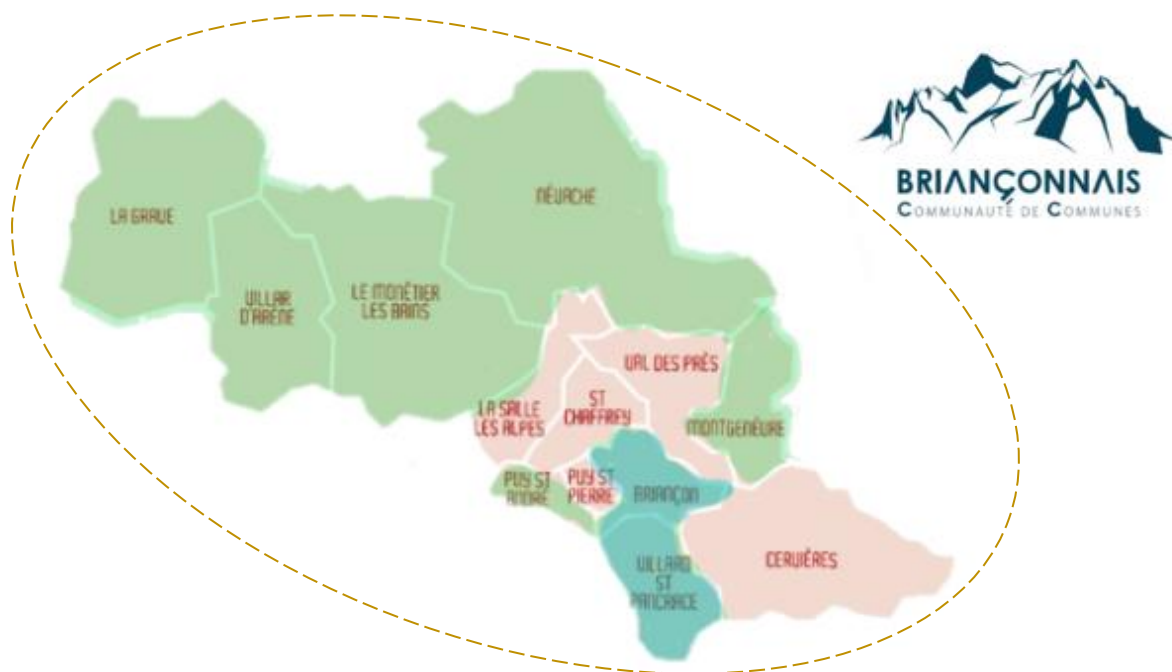 BRIANÇONNAIS
COMMUNAUTÉ DE COMMUNES
NÉVACHE
LA GRAVE
VILLAR
D'ARÈNE
LE MONÊTIER
LES BAINS
VAL DES PRÉS
ST
CHAFFREY
LA SALLE
LES ALPES
MONTGENÈVRE
PUY ST
ANDRÉ
PUY ST
PIERRE
BRIANÇON
CERVIÈRES
VILLARD
ST
PANCRACE